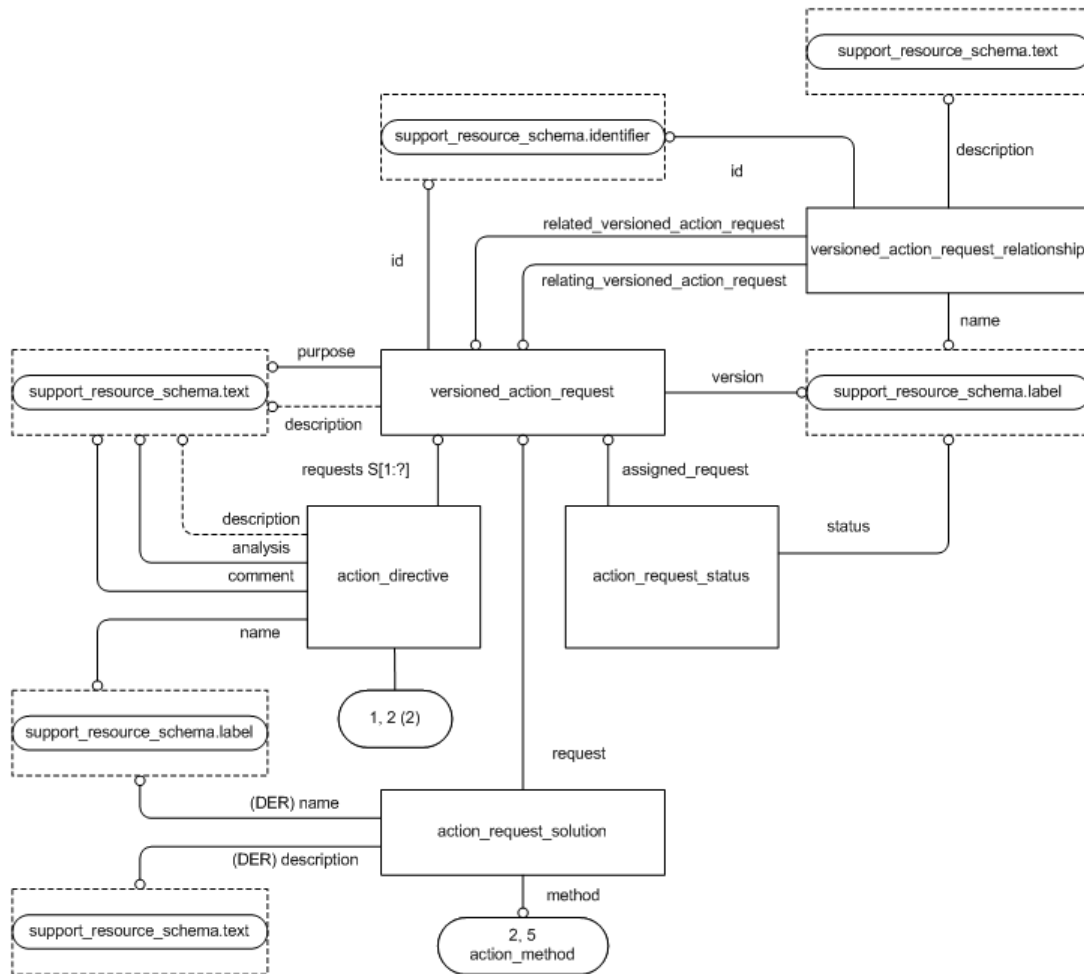 support_resource_schema.text
support_resource_schema.identifier
description
id
related_versioned_action_request
versioned_action_request_relationship
id
relating_versioned_action_request
name
purpose
version
support_resource_schema.text
versioned_action_request
support_resource_schema.label
description
requests S[1:?]
assigned_request
description
status
analysis
action_directive
action_request_status
comment
name
1, 2 (2)
support_resource_schema.label
request
(DER) name
action_request_solution
(DER) description
method
support_resource_schema.text
2, 5
action_method